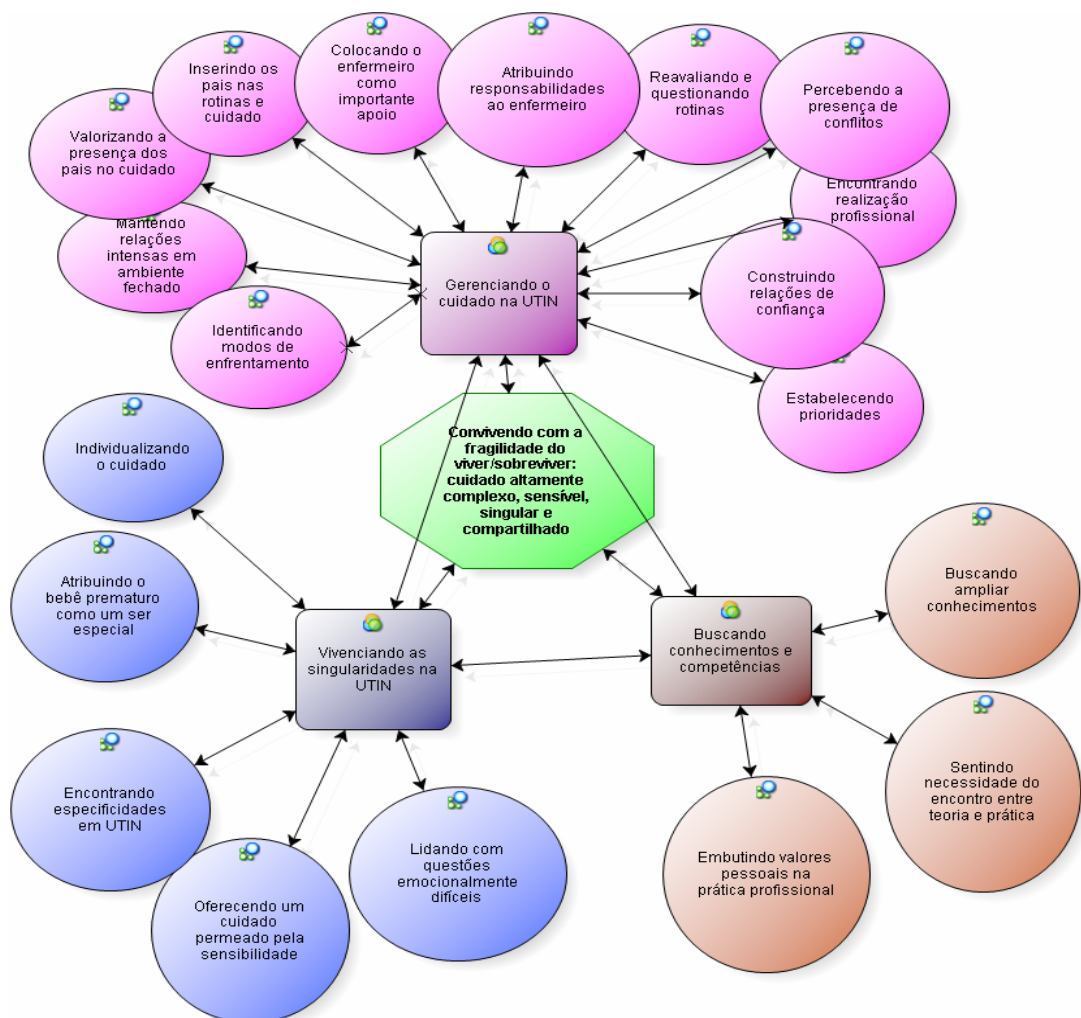 Colocando o
enfermeiro
como
importante
apoio
Inserindo os
pais nas
rotinas e
cuidado
Atribuindo
responsabilidades
ao enfermeiro
Reavaliando e
questionando
rotinas
Percebendo a
presença de
conflitos
Valorizando a
presença dos
pais no cuidado
Encontrando
realização
profissional
Mantendo
relações
intensas em
ambiente
fechado
Gerenciando o
cuidado na UTIN
Construindo
relações de
confiança
Identificando
modos de
enfrentamento
Estabelecendo
prioridades
Individualizando
o cuidado
Convivendo com a
fragilidade do
viver/sobreviver:
cuidado altamente
complexo, sensível,
singular e
compartilhado
Atribuindo o
bebê prematuro
como um ser
especial
Buscando
ampliar
conhecimentos
Vivenciando as
singularidades na
UTIN
Buscando
conhecimentos e
competências
Encontrando
especificidades
em UTIN
Sentindo
necessidade do
encontro entre
teoria e prática
Lidando com
questões
emocionalmente
difíceis
Embutindo valores
pessoais na
prática profissional
Oferecendo um
cuidado
permeado pela
sensibilidade